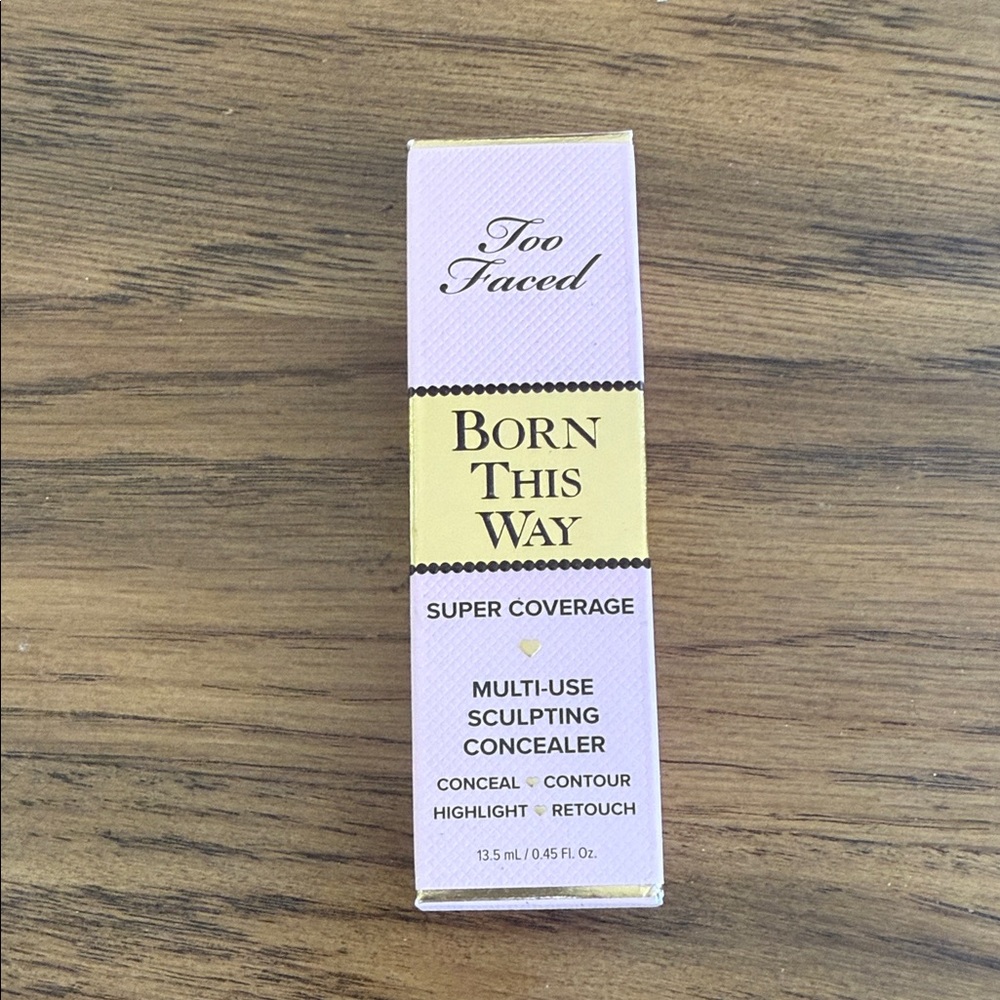 Too
Faced
BORN
THIS
WAY
SUPER COVERAGE
MULTI-USE
SCULPTING
CONCEALER
CONCEAL CONTOUR
HIGHLIGHT RETOUCH
13.5 mL / 0.45 Fl. Oz.